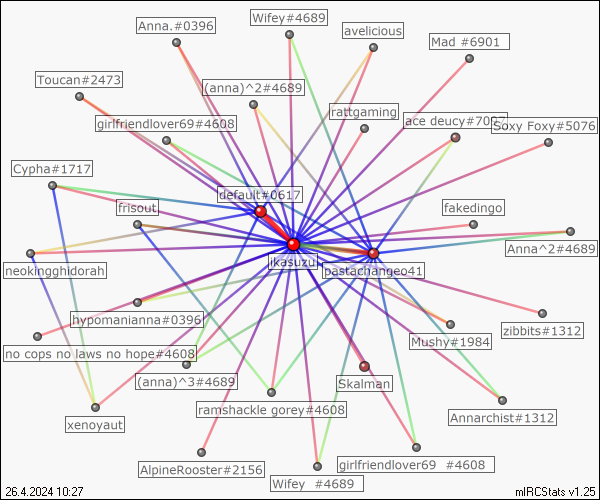 Wifey#4689
Anna.#0396
avelicious
Mad #6901
Toucan#2473
(anna)^2#4689
rattgaming
girlfriendlover69#4608
ace deucy#7007
Soxy Foxy#5076
Cypha#1717
default#0617
frisout
fakedingo
Anna^2#4689
ikasuzu
pastachangeo41
neokingghidorah
hypomanianna#0396
zibbits#1312
Mushy#1984
no cops no laws no hope#4608
(anna)^3#4689
Skalman
ramshackle gorey#4608
Annarchist#1312
xenoyaut
AlpineRooster#2156
girlfriendlover69 #4608
Wifey #4689
26.4.2024 10:27
mIRCStats v1.25